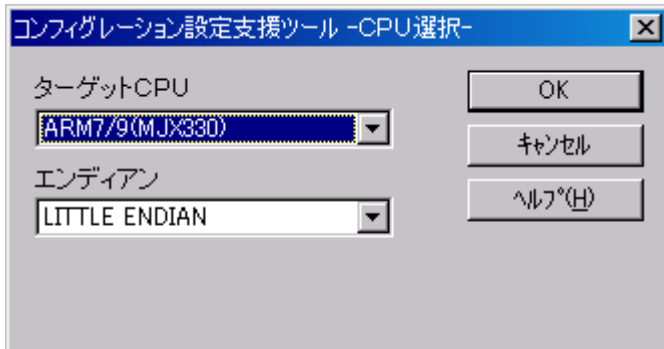 コンフィグレーション設定支援ツール -CPU選択-
ターゲットCPU
ARM7/9(MJX330)
エンディアン
LITTLE ENDIAN
OK
ｷｬﾝｾﾙ
ﾍﾙﾌﾟ(H)